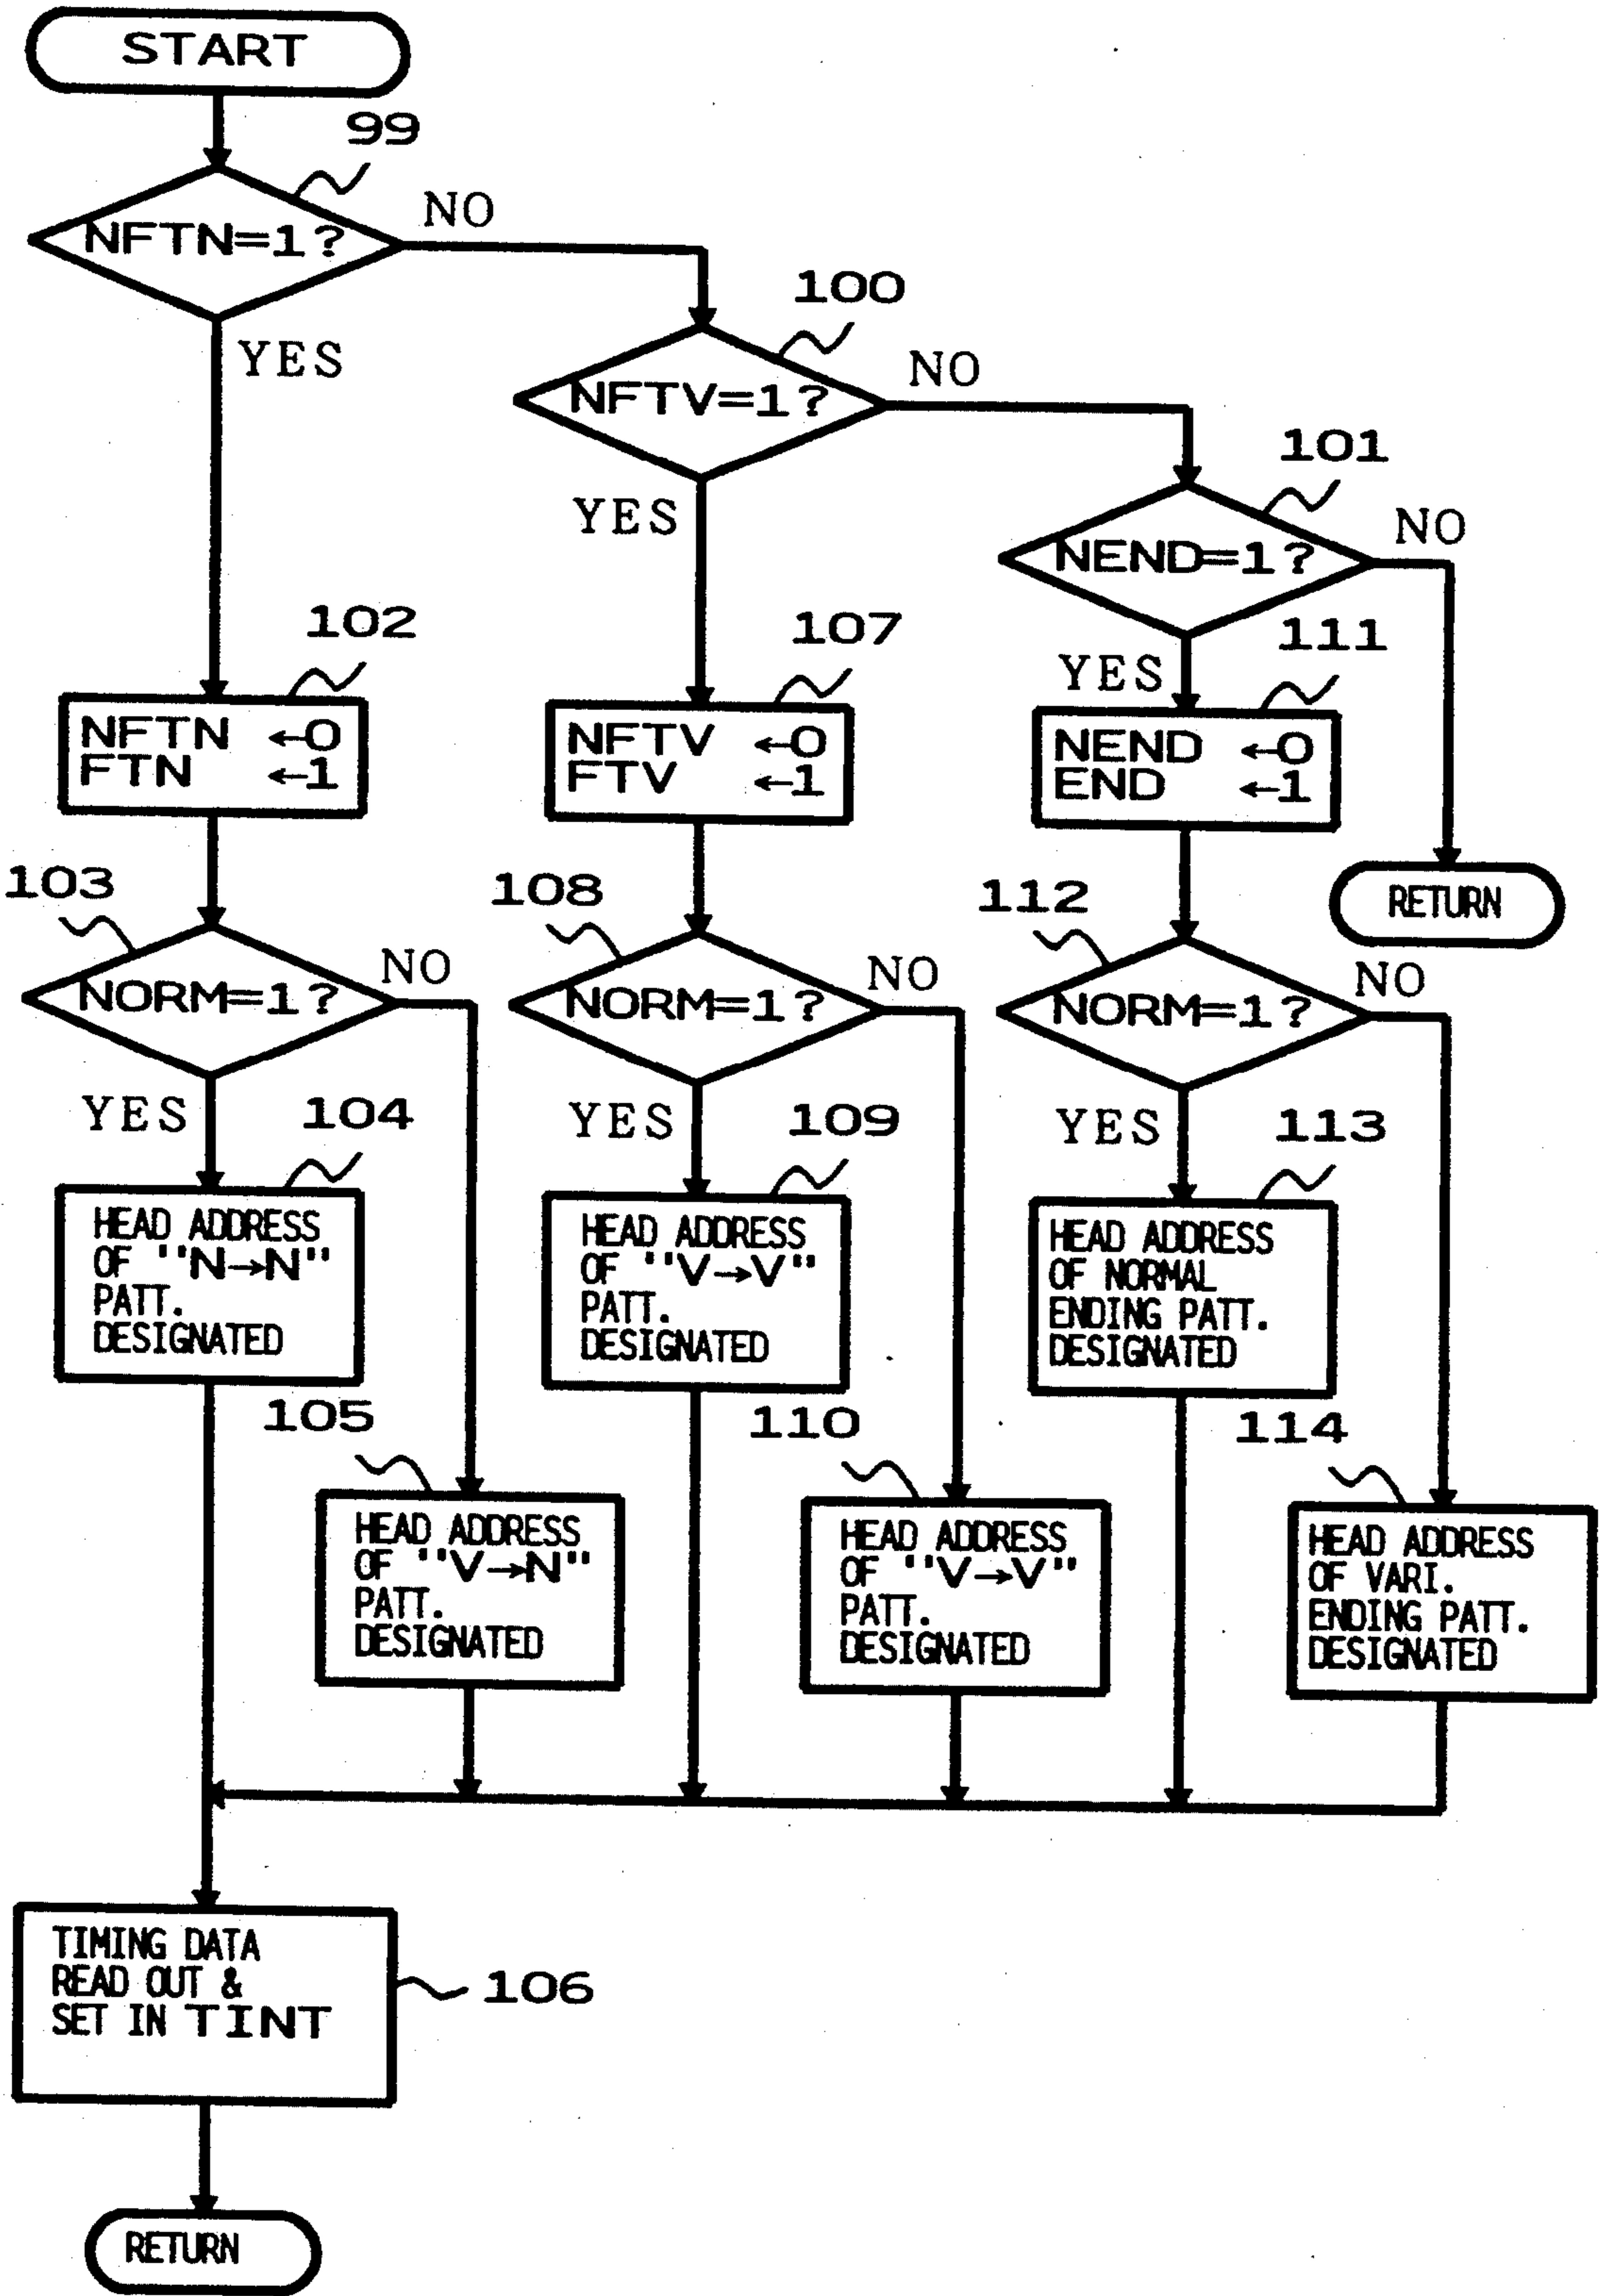 START
99
NFTN=1?
NO
YES
100
NFTV=1?
NO
YES
101
NEND=1?
NO
YES
102
NFTN ←0
FTN ←1
107
NFTV ←0
FTV ←1
111
NEND ←0
END ←1
RETURN
103
NORM=1?
NO
YES
108
NORM=1?
NO
YES
112
NORM=1?
NO
YES
104
HEAD ADDRESS
OF "N→N"
PATT.
DESIGNATED
109
HEAD ADDRESS
OF "V→V"
PATT.
DESIGNATED
113
HEAD ADDRESS
OF NORMAL
ENDING PATT.
DESIGNATED
105
HEAD ADDRESS
OF "V→N"
PATT.
DESIGNATED
110
HEAD ADDRESS
OF "V→V"
PATT.
DESIGNATED
114
HEAD ADDRESS
OF VARI.
ENDING PATT.
DESIGNATED
TIMING DATA
READ OUT &
SET IN TINT
106
RETURN